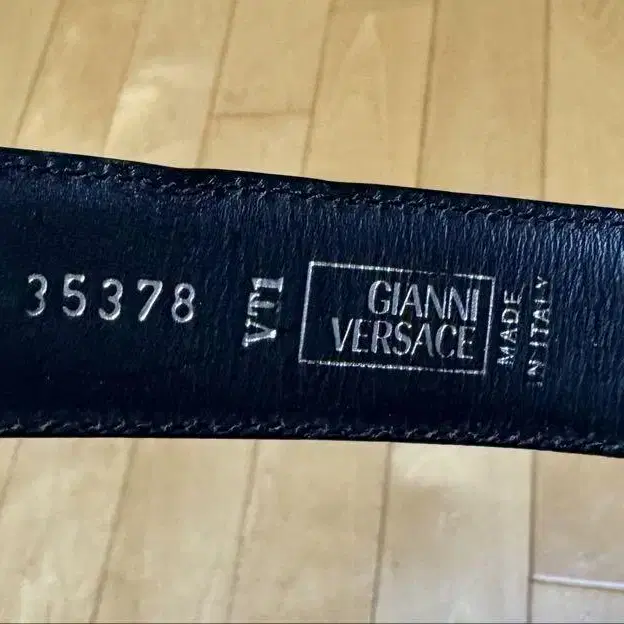 35378
VT1
GIANNI
VERSACE
MADE
IN ITALY